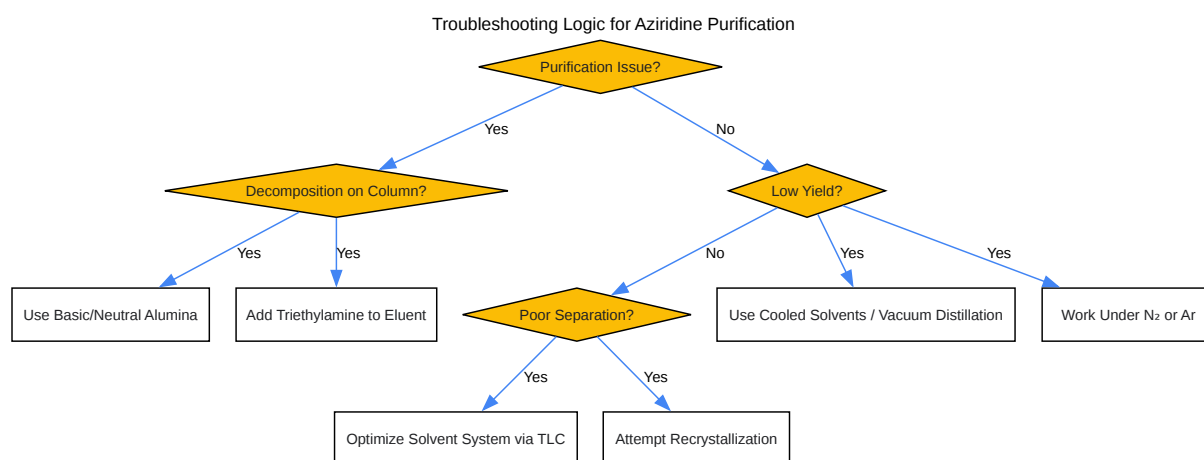 Troubleshooting Logic for Aziridine Purification
Purification Issue?
Yes
No
Decomposition on Column?
Low Yield?
Yes
Yes
No
Yes
Yes
Use Basic/Neutral Alumina
Add Triethylamine to Eluent
Poor Separation?
Use Cooled Solvents / Vacuum Distillation
Work Under N₂ or Ar
Yes
Yes
Optimize Solvent System via TLC
Attempt Recrystallization